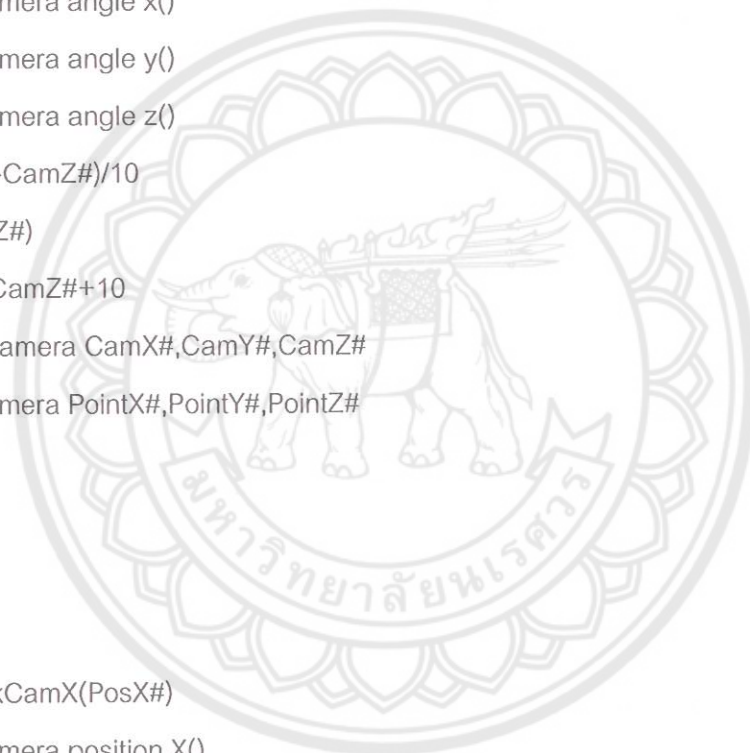 mera angle x()
mera angle y()
mera angle z()
CamZ#)/10
Z#)
CamZ#+10
amera CamX#,CamY#,CamZ#
mera PointX#,PointY#,PointZ#
มหาวิทยาลัยนเรศวร
CamX(PosX#)
mera position X()